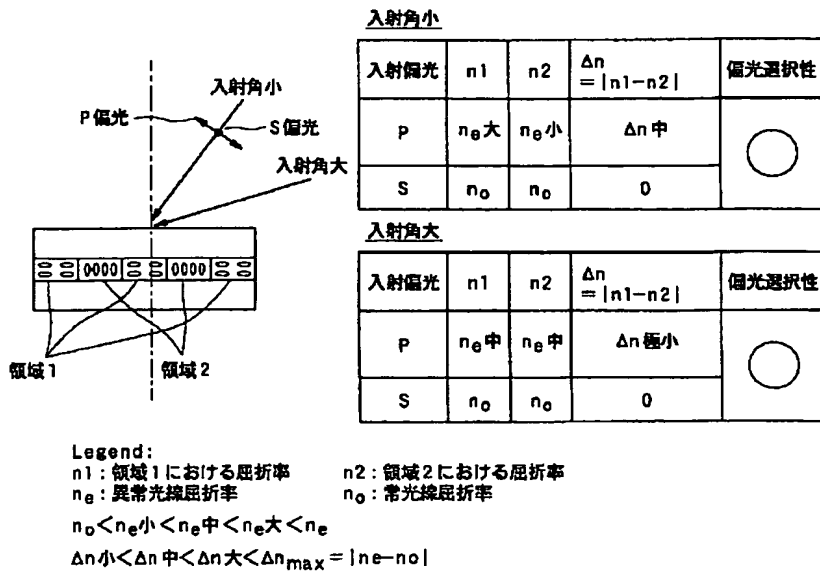 入射角小
P偏光
S偏光
入射角大
領域1
領域2
入射角小
入射偏光 n1 n2 Δn =|n1-n2| 偏光選択性
P ne大 ne小 Δn中 ○
S no no 0
入射角大
入射偏光 n1 n2 Δn =|n1-n2| 偏光選択性
P ne中 ne中 Δn極小 ○
S no no 0
Legend:
n1:領域1における屈折率 n2:領域2における屈折率
ne:異常光線屈折率 no:常光線屈折率
no<ne小<ne中<ne大<ne
Δn小<Δn中<Δn大<Δnmax=|ne-no|